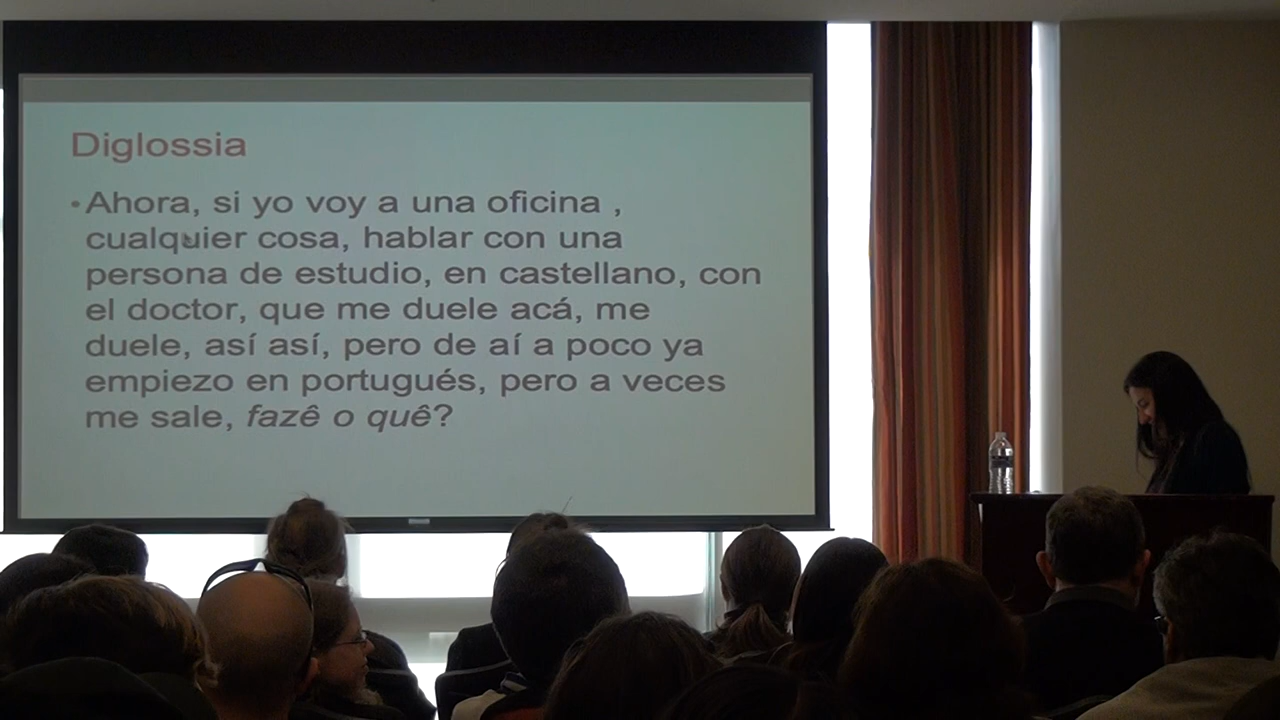 Diglossia
•Ahora, si yo voy a una oficina ,
cualquier cosa, hablar con una
persona de estudio, en castellano, con
el doctor, que me duele acá, me
duele, así así, pero de aí a poco ya
empiezo en portugués, pero a veces
me sale, fazê o quê?